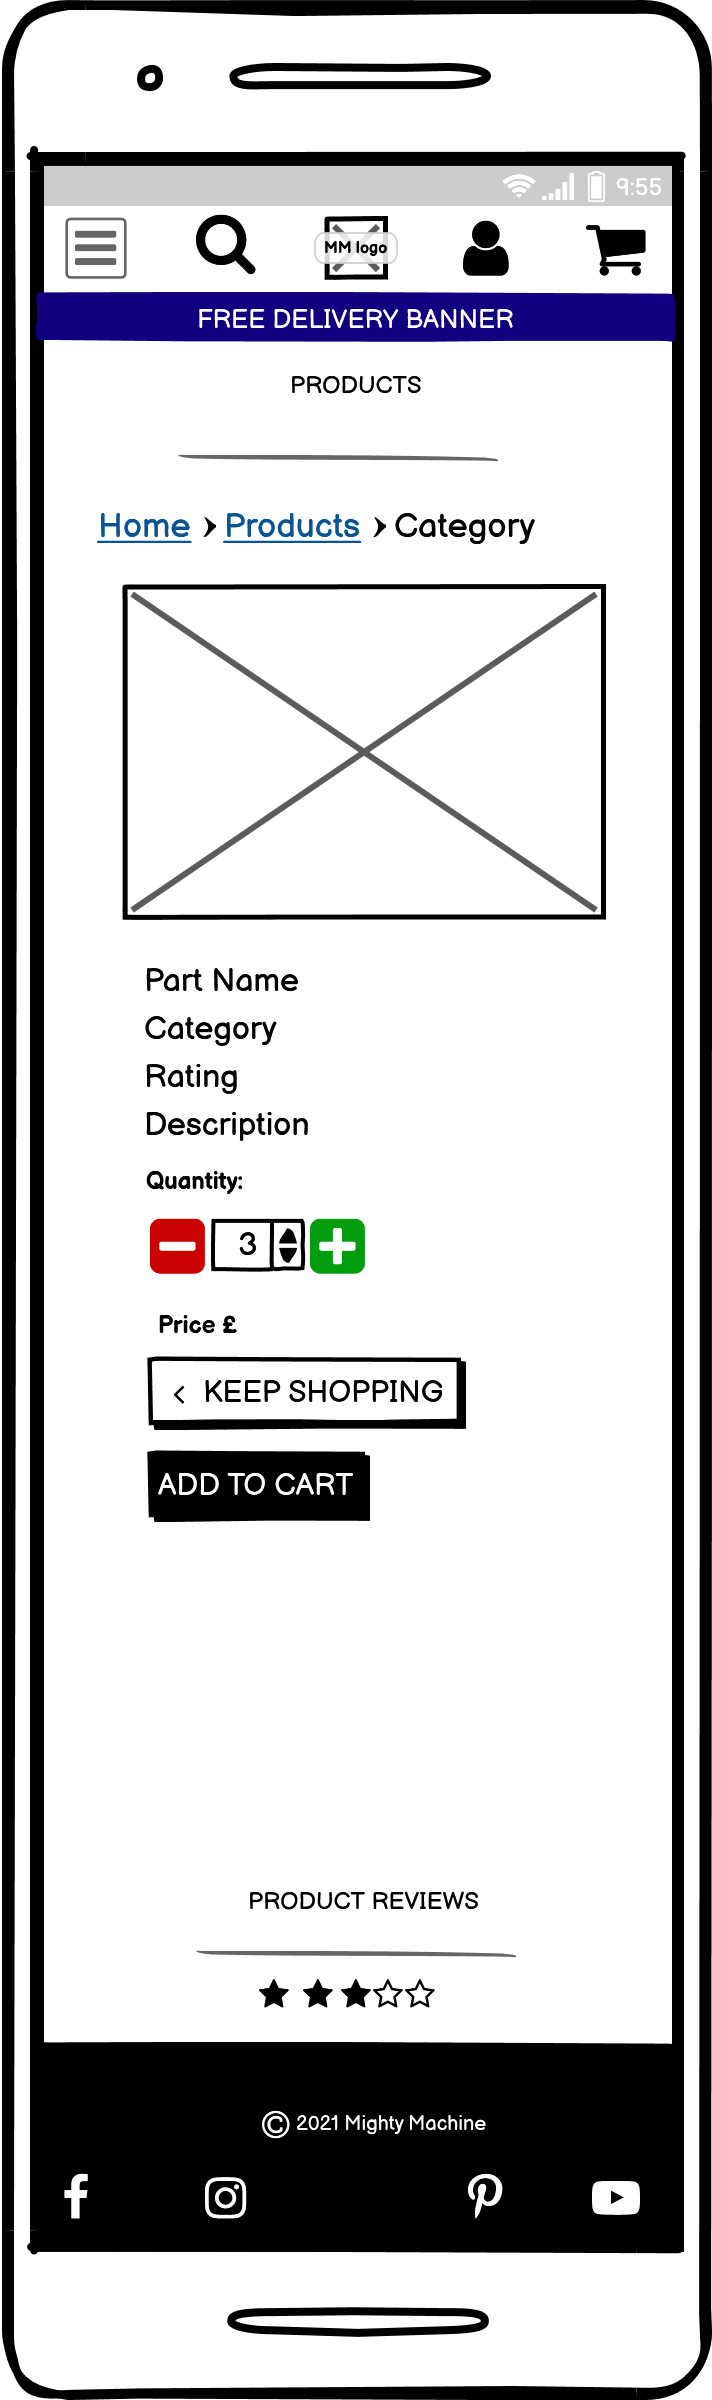 9:55
MM logo
FREE DELIVERY BANNER
PRODUCTS
Home › Products › Category
Part Name
Category
Rating
Description
Quantity:
3
Price £
KEEP SHOPPING
ADD TO CART
PRODUCT REVIEWS
© 2021 Mighty Machine